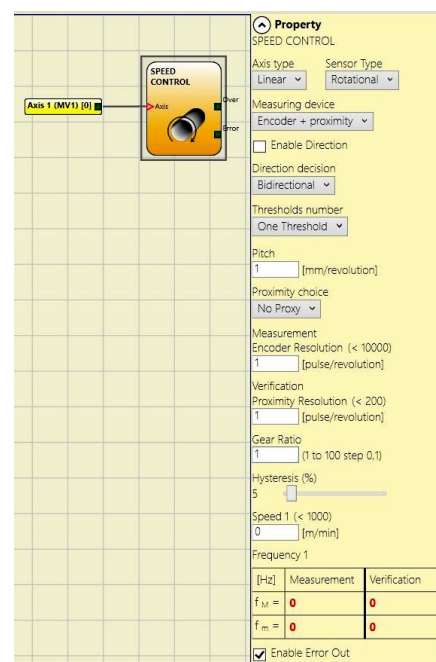 Property
SPEED CONTROL
Axis type Sensor Type
Linear Rotational
Measuring device
Encoder + proximity
Enable Direction
Direction decision
Bidirectional
Thresholds number
One Threshold
Pitch
1 [mm/revolution]
Proximity choice
No Proxy
Measurement
Encoder Resolution (< 10000)
1 [pulse/revolution]
Verification
Proximity Resolution (< 200)
1 [pulse/revolution]
Gear Ratio
1 (1 to 100 step 0,1)
Hysteresis (%)
5
Speed 1 (< 1000)
0 [m/min]
Frequency 1
[Hz] Measurement Verification
f M = 0 0
f m = 0 0
Enable Error Out
SPEED
CONTROL
Axis 1 (MV1) [0]
Axis
Over
Error